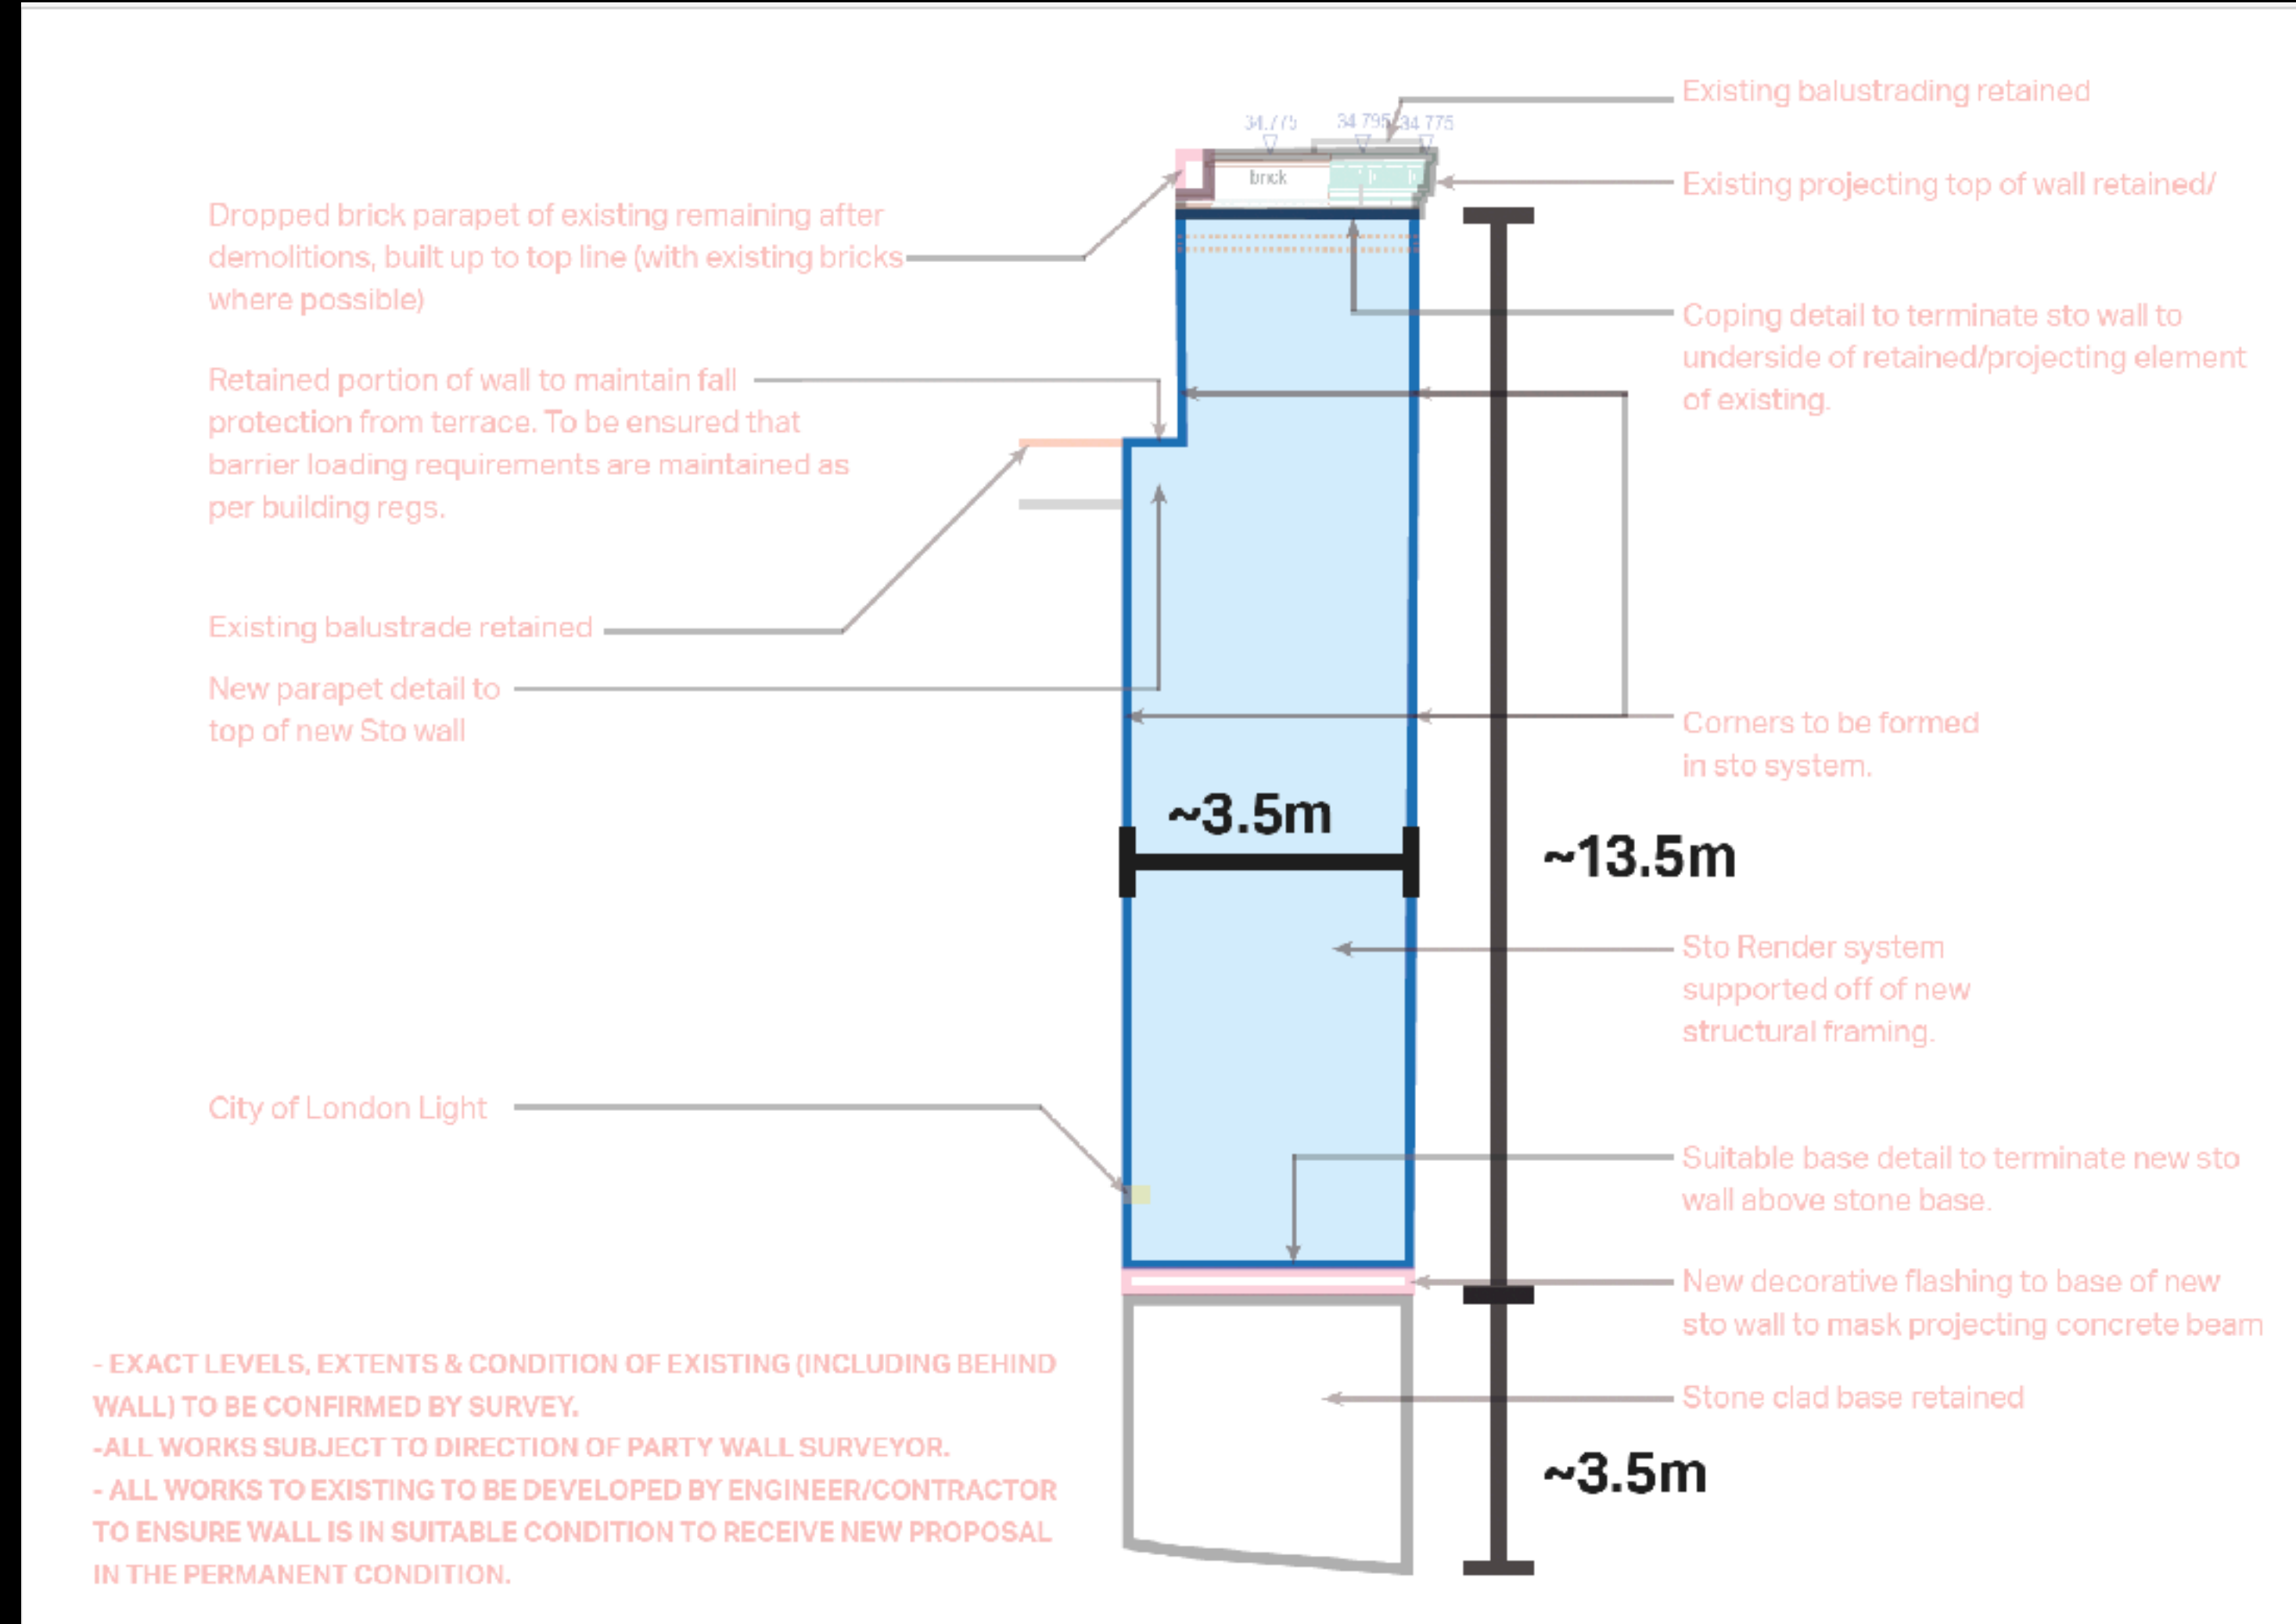 Existing balustrading retained
34.775
34.795
34.775
brick
Existing projecting top of wall retained/
Dropped brick parapet of existing remaining after
demolitions, built up to top line (with existing bricks
where possible)
Coping detail to terminate sto wall to
underside of retained/projecting element
of existing.
Retained portion of wall to maintain fall
protection from terrace. To be ensured that
barrier loading requirements are maintained as
per building regs.
Existing balustrade retained
New parapet detail to
top of new Sto wall
Corners to be formed
in sto system.
~3.5m
~13.5m
Sto Render system
supported off of new
structural framing.
City of London Light
Suitable base detail to terminate new sto
wall above stone base.
New decorative flashing to base of new
sto wall to mask projecting concrete beam
Stone clad base retained
~3.5m
- EXACT LEVELS, EXTENTS & CONDITION OF EXISTING (INCLUDING BEHIND
WALL) TO BE CONFIRMED BY SURVEY.
-ALL WORKS SUBJECT TO DIRECTION OF PARTY WALL SURVEYOR.
- ALL WORKS TO EXISTING TO BE DEVELOPED BY ENGINEER/CONTRACTOR
TO ENSURE WALL IS IN SUITABLE CONDITION TO RECEIVE NEW PROPOSAL
IN THE PERMANENT CONDITION.